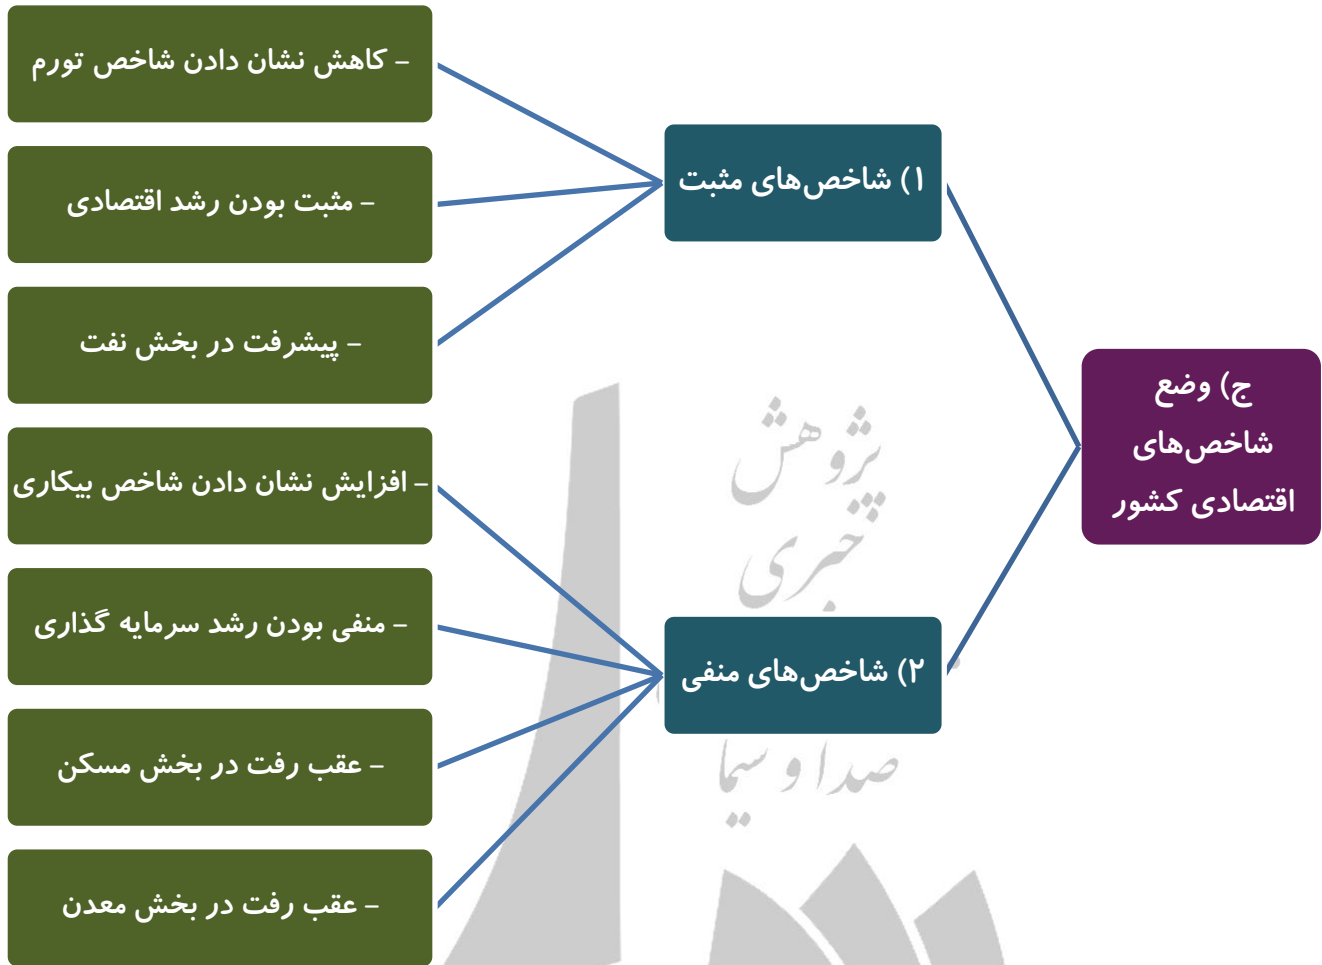 ج) وضع
شاخص‌های
اقتصادی کشور
۱) شاخص‌های مثبت
- کاهش نشان دادن شاخص تورم
- مثبت بودن رشد اقتصادی
- پیشرفت در بخش نفت
۲) شاخص‌های منفی
- افزایش نشان دادن شاخص بیکاری
- منفی بودن رشد سرمایه گذاری
- عقب رفت در بخش مسکن
- عقب رفت در بخش معدن
پژوهش
خبری
صدا و سیما